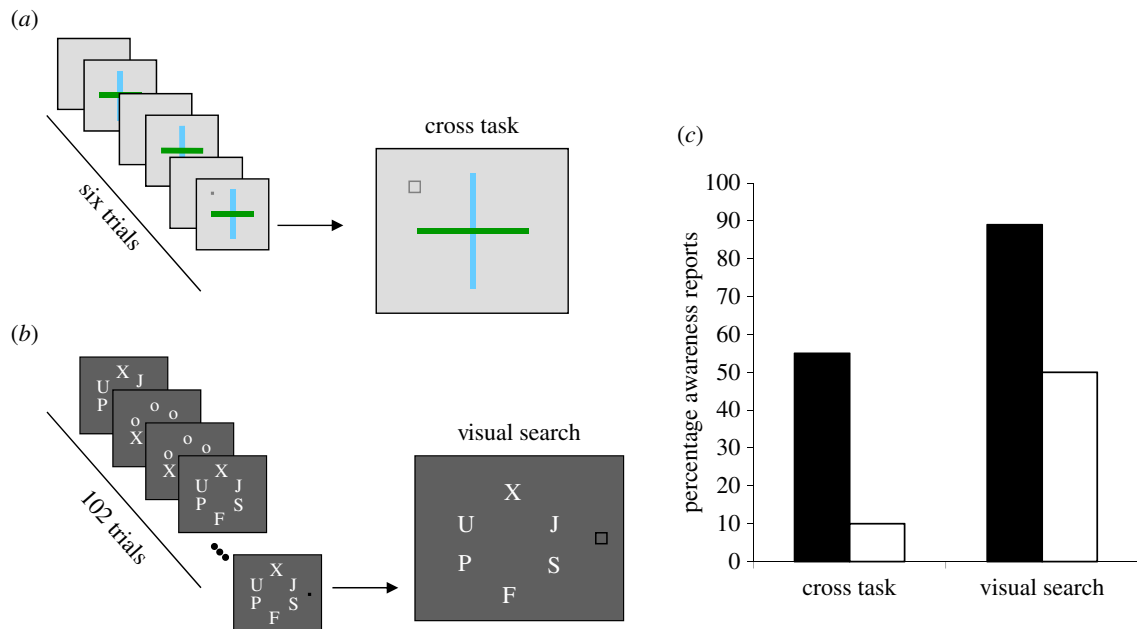 (a)
cross task
six trials
(b)
X
U J
P
o
o o
X
o
o o
X
X
U J
P S
F
X
U J
P S
F
102 trials
visual search
X
U J
P S
F
(c)
percentage awareness reports
100
90
80
70
60
50
40
30
20
10
0
cross task visual search